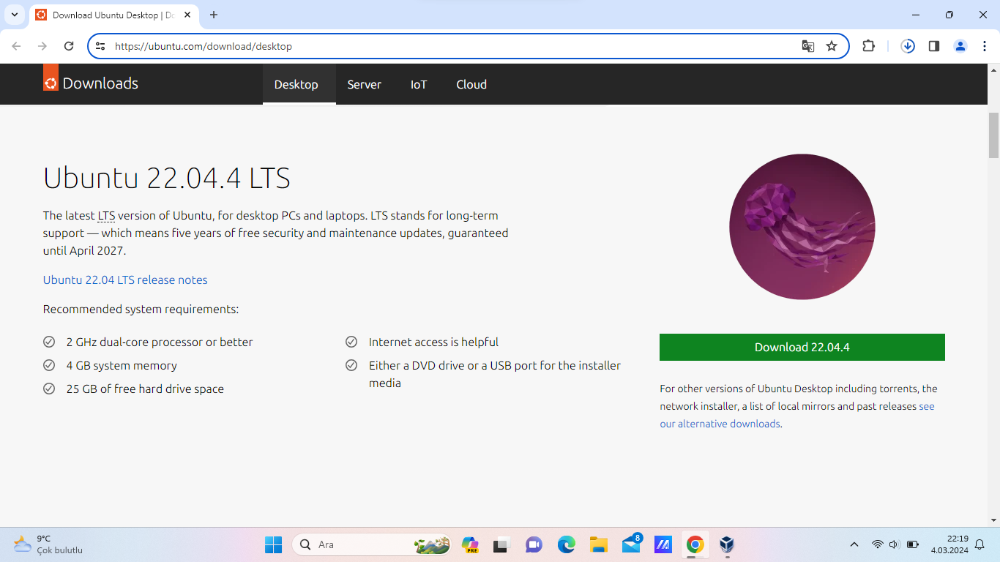 Download Ubuntu Desktop | Do
https://ubuntu.com/download/desktop
Downloads
Desktop
Server
IoT
Cloud
Ubuntu 22.04.4 LTS
The latest LTS version of Ubuntu, for desktop PCs and laptops. LTS stands for long-term
support — which means five years of free security and maintenance updates, guaranteed
until April 2027.
Ubuntu 22.04 LTS release notes
Recommended system requirements:
2 GHz dual-core processor or better
4 GB system memory
25 GB of free hard drive space
Internet access is helpful
Either a DVD drive or a USB port for the installer
media
Download 22.04.4
For other versions of Ubuntu Desktop including torrents, the
network installer, a list of local mirrors and past releases see
our alternative downloads.
9°C
Çok bulutlu
Ara
PRE
8
22:19
4.03.2024